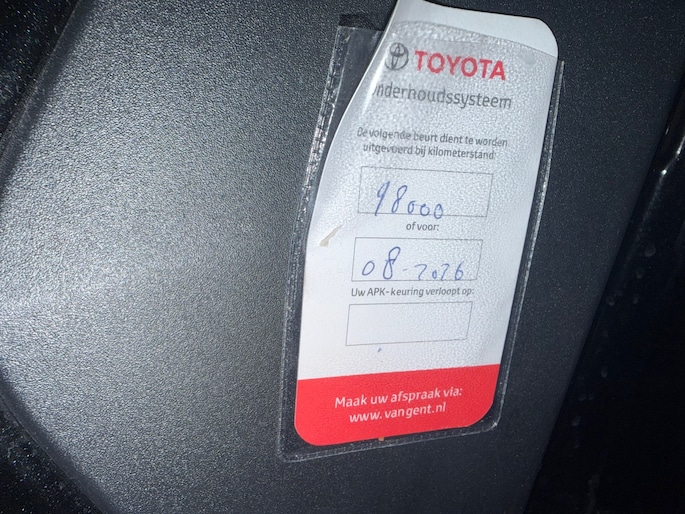 TOYOTA
onderhoudssysteem
De volgende beurt dient te worden
uitgevoerd bij kilometerstand:
98000
of voor:
08-2026
Uw APK-keuring verloopt op:
Maak uw afspraak via:
www.vangent.nl